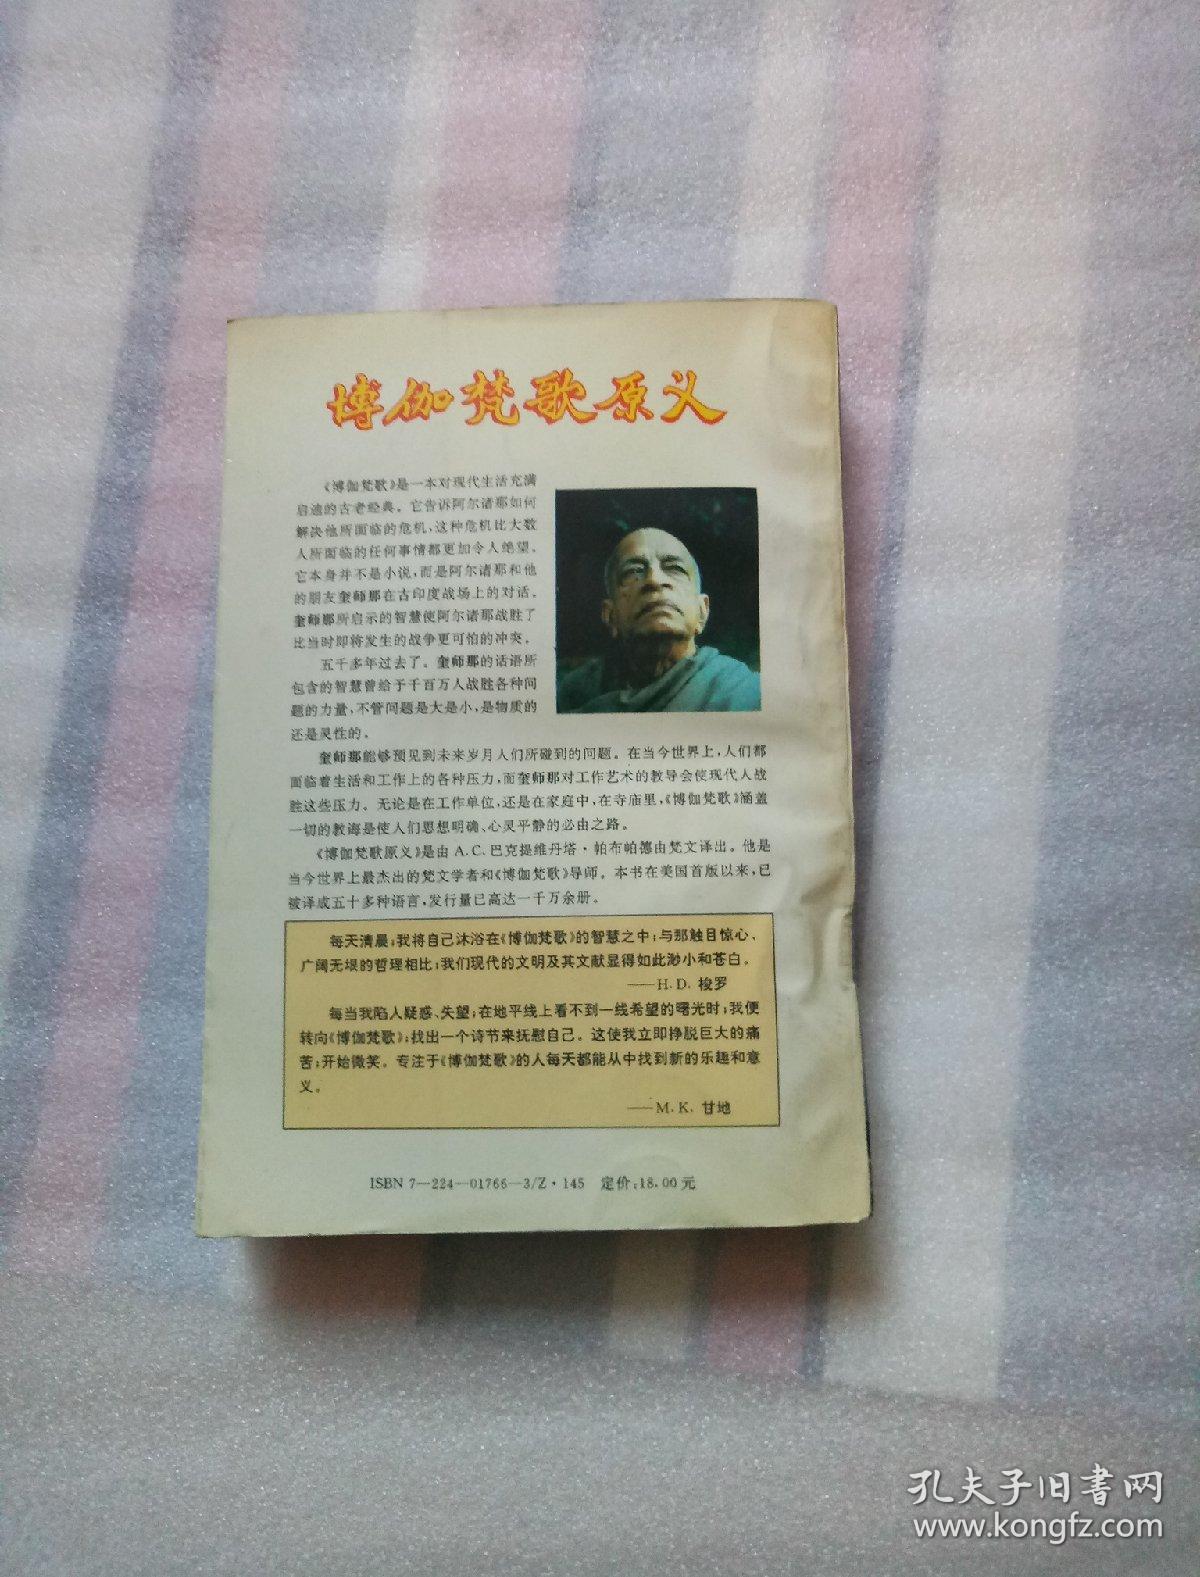 博伽梵歌原义
《博伽梵歌》是一本对现代生活充满
启迪的古老经典。它告诉阿尔诸那如何
解决他所面临的危机,这种危机比大数
人所面临的任何事情都更加令人绝望。
它本身并不是小说,而是阿尔诸那和他
的朋友奎师那在古印度战场上的对话。
奎师那所启示的智慧使阿尔诸那战胜了
比当时即将发生的战争更可怕的冲突。
五千多年过去了。奎师那的话语所
包含的智慧曾给予千百万人战胜各种问
题的力量,不管问题是大是小,是物质的
还是灵性的。
奎师那能够预见到未来岁月人们所碰到的问题。在当今世界上,人们都
面临着生活和工作上的各种压力,而奎师那对工作艺术的教导会使现代人战
胜这些压力。无论是在工作单位,还是在家庭中,在寺庙里,《博伽梵歌》涵盖
一切的教诲是使人们思想明确、心灵平静的必由之路。
《博伽梵歌原义》是由 A.C.巴克提维丹塔·帕布帕德由梵文译出。他是
当今世界上最杰出的梵文学者和《博伽梵歌》导师。本书在美国首版以来,已
被译成五十多种语言,发行量已高达一千万余册。
每天清晨;我将自己沐浴在《博伽梵歌》的智慧之中;与那触目惊心、
广阔无垠的哲理相比;我们现代的文明及其文献显得如此渺小和苍白。
——H.D. 梭罗
每当我陷人疑惑、失望;在地平线上看不到一线希望的曙光时;我便
转向《博伽梵歌》;找出一个诗节来抚慰自己。这使我立即挣脱巨大的痛
苦;开始微笑。专注于《博伽梵歌》的人每天都能从中找到新的乐趣和意
义。
——M.K. 甘地
ISBN 7—224—01766—3/Z·145 定价:18.00元
孔夫子旧书网
www.kongfz.com